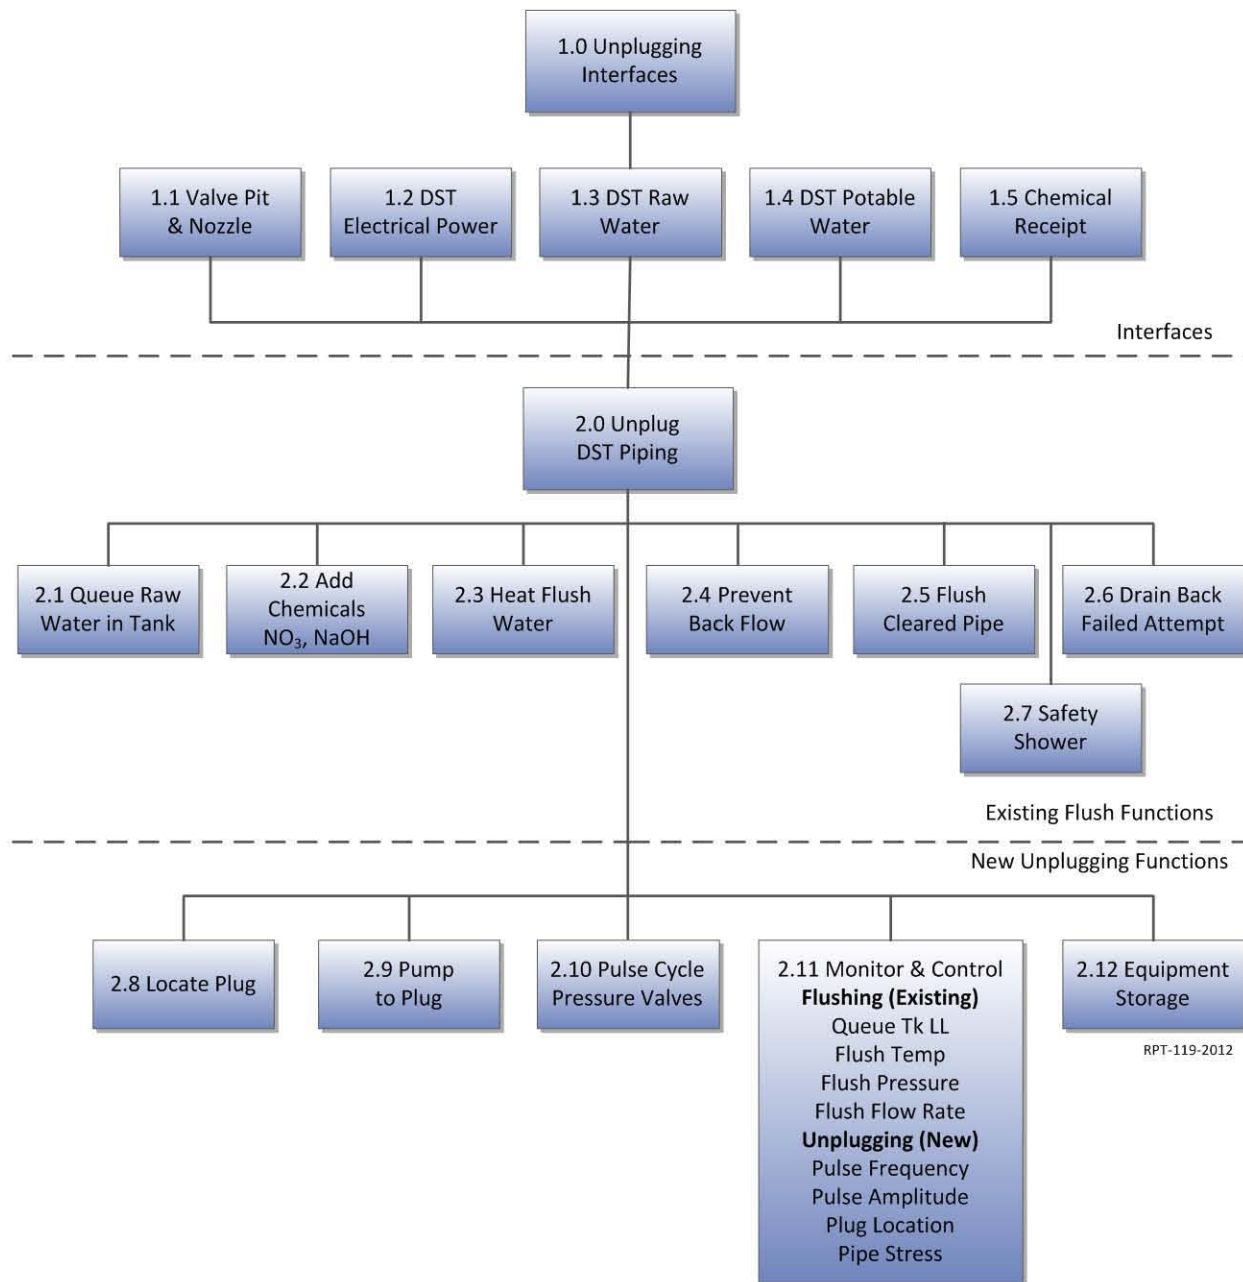 1.0 Unplugging
Interfaces
1.1 Valve Pit
& Nozzle
1.2 DST
Electrical Power
1.3 DST Raw
Water
1.4 DST Potable
Water
1.5 Chemical
Receipt
Interfaces
2.0 Unplug
DST Piping
2.1 Queue Raw
Water in Tank
2.2 Add
Chemicals
NO₃, NaOH
2.3 Heat Flush
Water
2.4 Prevent
Back Flow
2.5 Flush
Cleared Pipe
2.6 Drain Back
Failed Attempt
2.7 Safety
Shower
Existing Flush Functions
New Unplugging Functions
2.8 Locate Plug
2.9 Pump
to Plug
2.10 Pulse Cycle
Pressure Valves
2.11 Monitor & Control
Flushing (Existing)
Queue Tk LL
Flush Temp
Flush Pressure
Flush Flow Rate
Unplugging (New)
Pulse Frequency
Pulse Amplitude
Plug Location
Pipe Stress
2.12 Equipment
Storage
RPT-119-2012